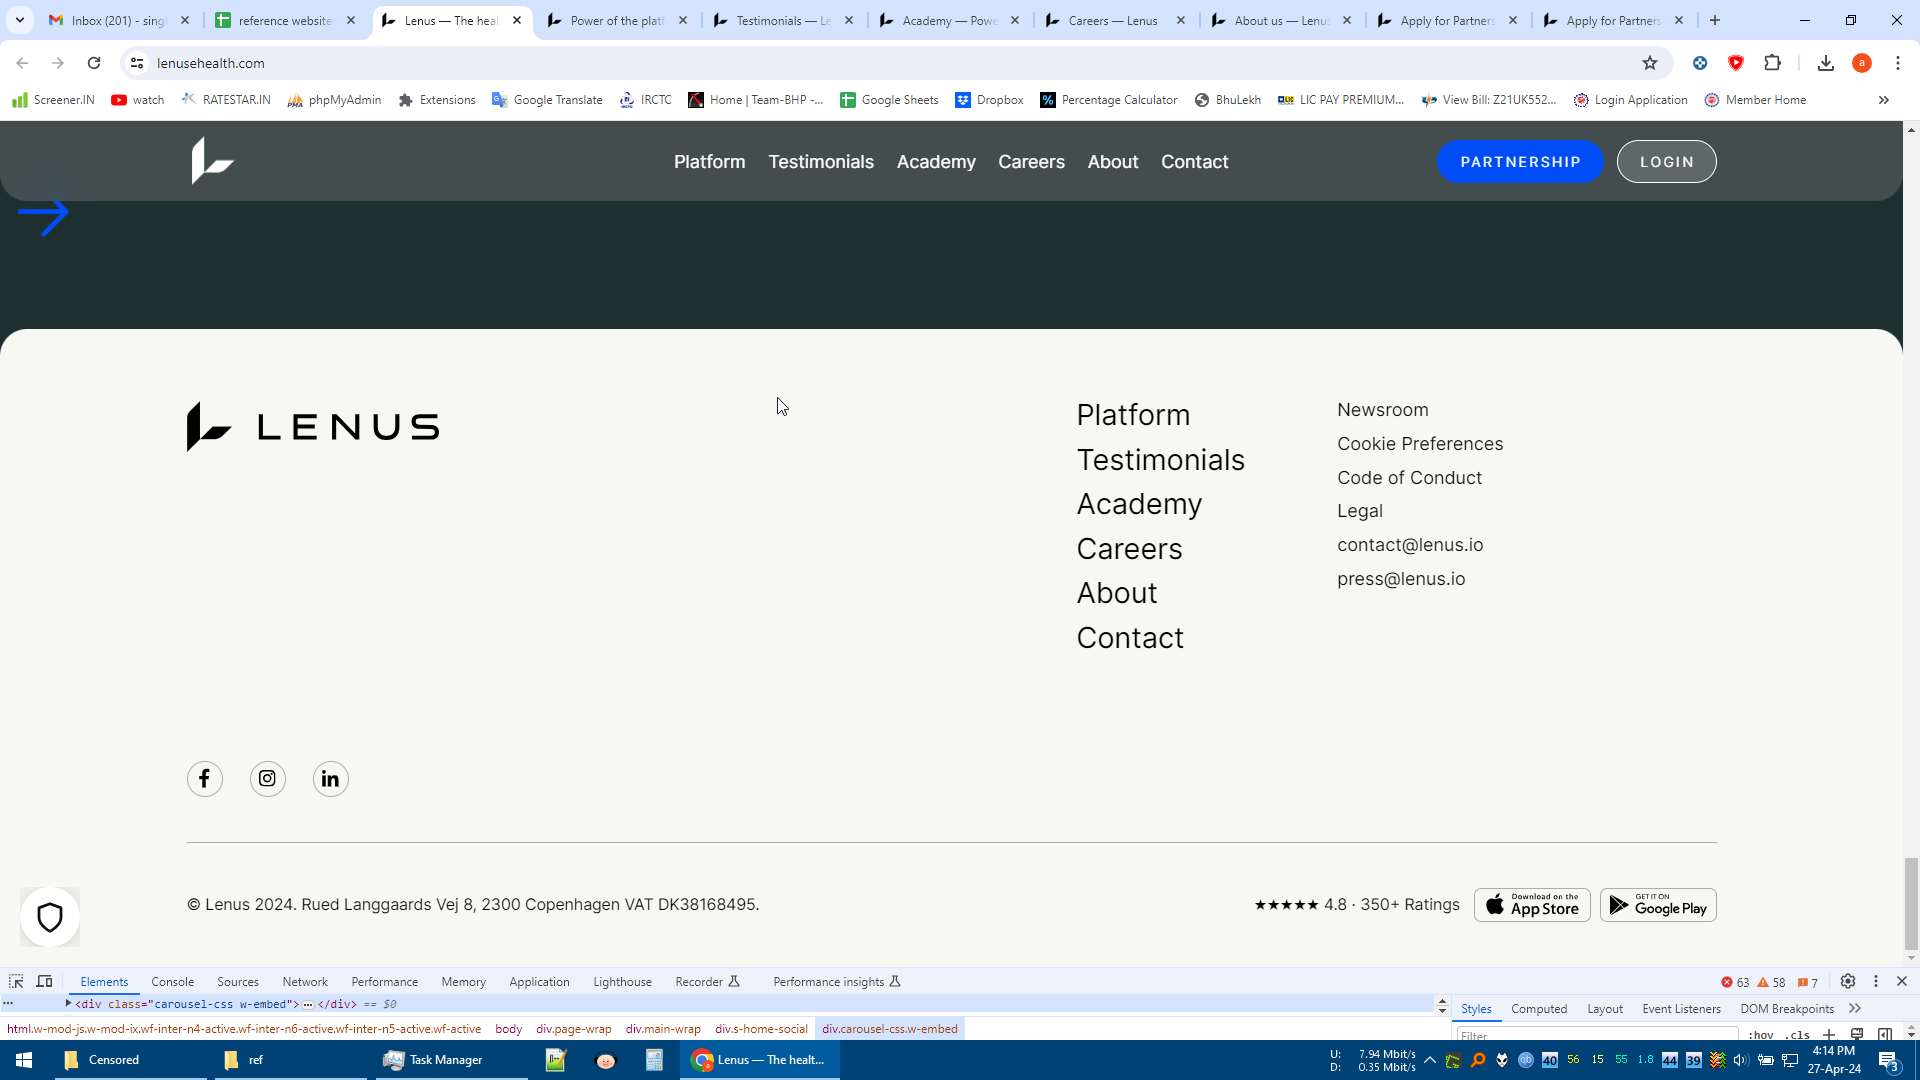 Inbox (201) - sing
reference website
Lenus — The heal
Power of the platf
Testimonials — Le
Academy — Powe
Careers — Lenus
About us — Lenus
Apply for Partners
Apply for Partners
lenusehealth.com
a
Screener.IN
watch
RATESTAR.IN
phpMyAdmin
Extensions
Google Translate
IRCTC
Home | Team-BHP -...
Google Sheets
Dropbox
Percentage Calculator
BhuLekh
LIC PAY PREMIUM...
View Bill: Z21UK552...
Login Application
Member Home
Platform
Testimonials
Academy
Careers
About
Contact
PARTNERSHIP
LOGIN
LENUS
Platform
Testimonials
Academy
Careers
About
Contact
Newsroom
Cookie Preferences
Code of Conduct
Legal
contact@lenus.io
press@lenus.io
© Lenus 2024. Rued Langgaards Vej 8, 2300 Copenhagen VAT DK38168495.
★★★★★ 4.8 · 350+ Ratings
Download on the
App Store
GET IT ON
Google Play
Elements
Console
Sources
Network
Performance
Memory
Application
Lighthouse
Recorder
Performance insights
63
58
7
<div class="carousel-css w-embed"> … </div> == $0
Styles
Computed
Layout
Event Listeners
DOM Breakpoints
html.w-mod-js.w-mod-ix.wf-inter-n4-active.wf-inter-n6-active.wf-inter-n5-active.wf-active
body
div.page-wrap
div.main-wrap
div.s-home-social
div.carousel-css.w-embed
Filter
:hov
.cls
Censored
ref
Task Manager
Lenus — The healt...
U: 7.94 Mbit/s
D: 0.35 Mbit/s
40
56
15
55
1.8
44
39
4:14 PM
27-Apr-24
3